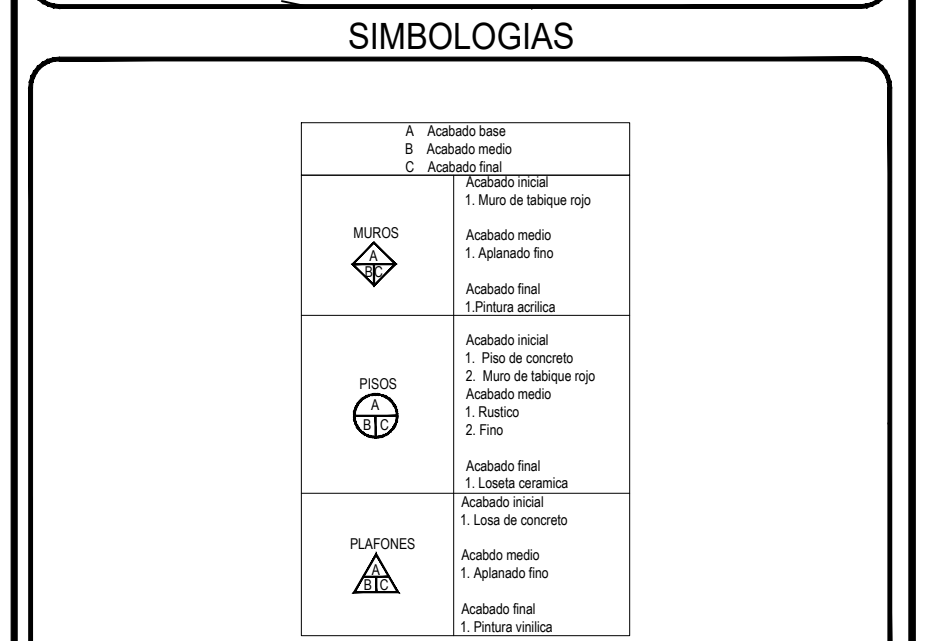 SIMBOLOGIAS
A Acabado base
B Acabado medio
C Acabado final
MUROS
A
B C
Acabado inicial
1. Muro de tabique rojo
Acabado medio
1. Aplanado fino
Acabado final
1.Pintura acrilica
PISOS
A
B C
Acabado inicial
1. Piso de concreto
2. Muro de tabique rojo
Acabado medio
1. Rustico
2. Fino
Acabado final
1. Loseta ceramica
PLAFONES
A
B C
Acabado inicial
1. Losa de concreto
Acabdo medio
1. Aplanado fino
Acabado final
1. Pintura vinilica